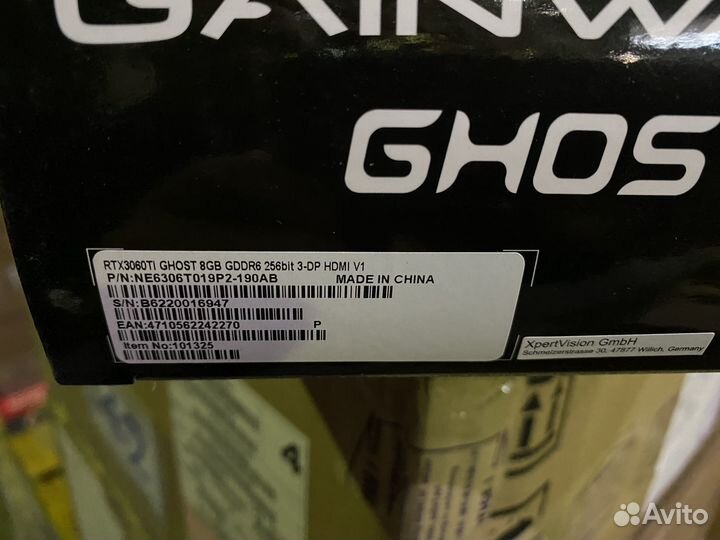 GAINWA
GHOS
RTX3060Ti GHOST 8GB GDDR6 256bit 3-DP HDMI V1
P/N:NE6306T019P2-190AB MADE IN CHINA
S/N:B6220016947
EAN:4710562242270 P
Item No:101325
XpertVision GmbH
Schmelzerstrasse 30, 47877 Willich, Germany
Avito